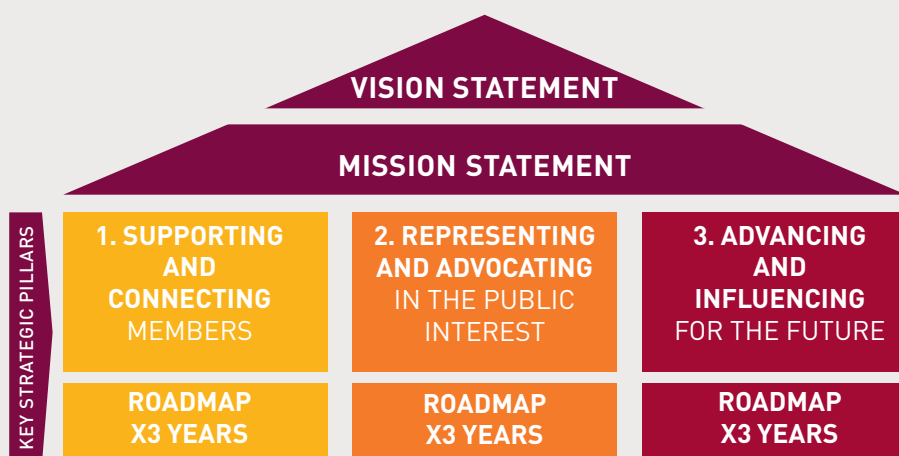 VISION STATEMENT
MISSION STATEMENT
KEY STRATEGIC PILLARS
1. SUPPORTING
AND
CONNECTING
MEMBERS
2. REPRESENTING
AND ADVOCATING
IN THE PUBLIC
INTEREST
3. ADVANCING
AND
INFLUENCING
FOR THE FUTURE
ROADMAP
X3 YEARS
ROADMAP
X3 YEARS
ROADMAP
X3 YEARS